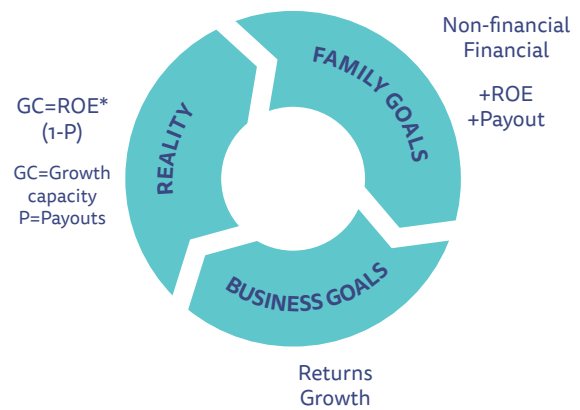 Non-financial
Financial
+ROE
+Payout
FAMILY GOALS
GC=ROE*
(1-P)
GC=Growth
capacity
P=Payouts
REALITY
BUSINESS GOALS
Returns
Growth